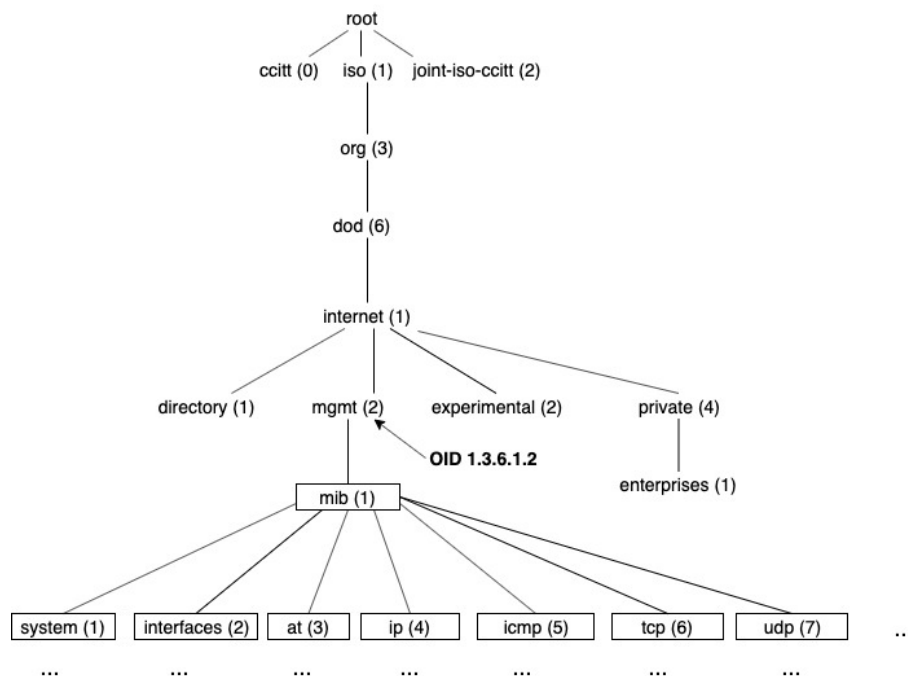 root
ccitt (0) iso (1) joint-iso-ccitt (2)
org (3)
dod (6)
internet (1)
directory (1) mgmt (2) experimental (2) private (4)
OID 1.3.6.1.2
enterprises (1)
mib (1)
system (1) interfaces (2) at (3) ip (4) icmp (5) tcp (6) udp (7) ..
... ... ... ... ... ... ...